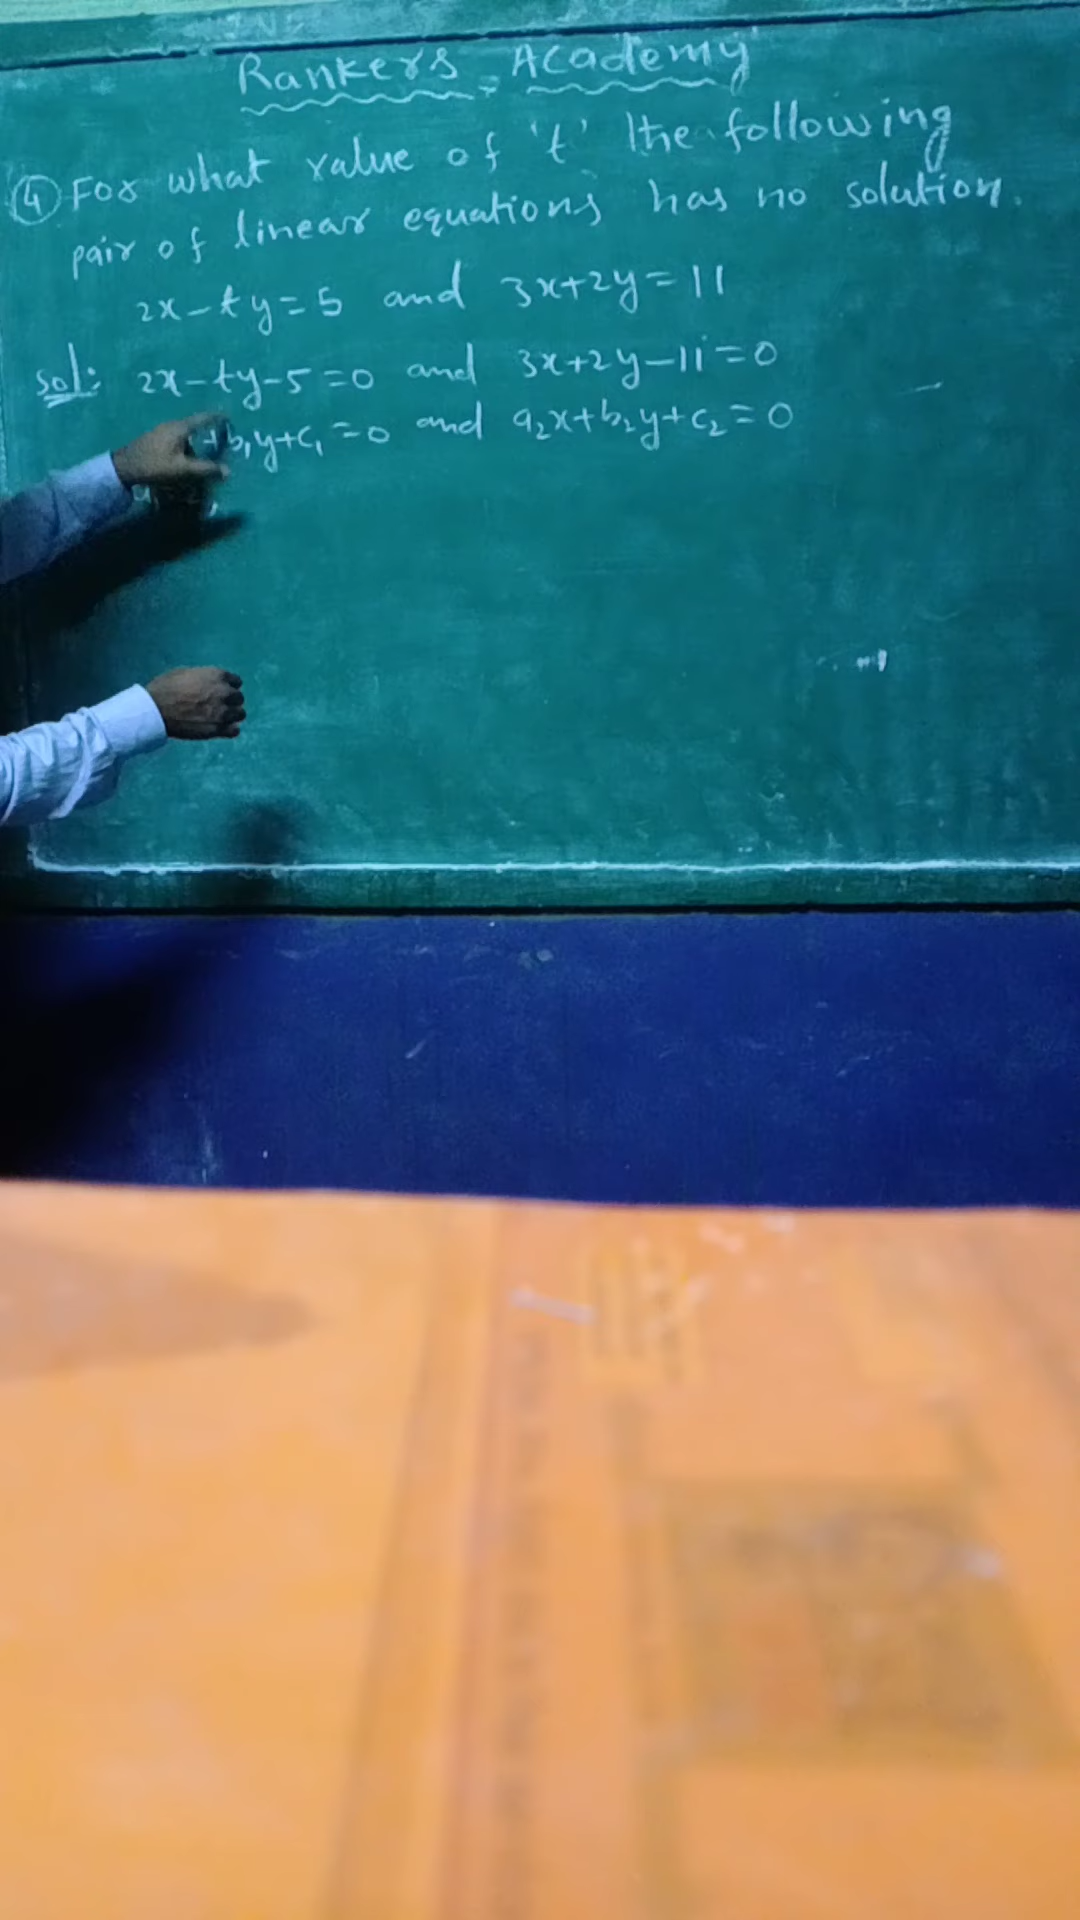 Rankers Academy
④ For what value of 't' the following
pair of linear equations has no solution.
2x-ty=5 and 3x+2y=11
Sol: 2x-ty-5=0 and 3x+2y-11=0
+b₁y+c₁=0 and a₂x+b₂y+c₂=0